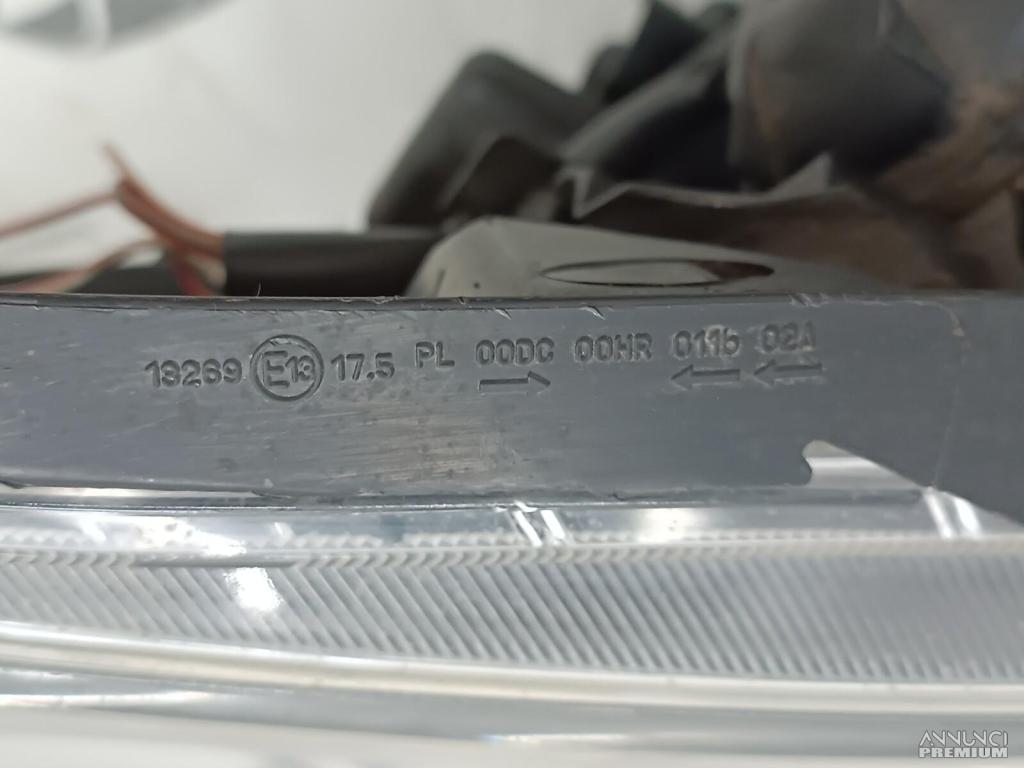 13269 E13 17.5 PL 00DC 00HR 011b 02A
ANNUNCI
PREMIUM